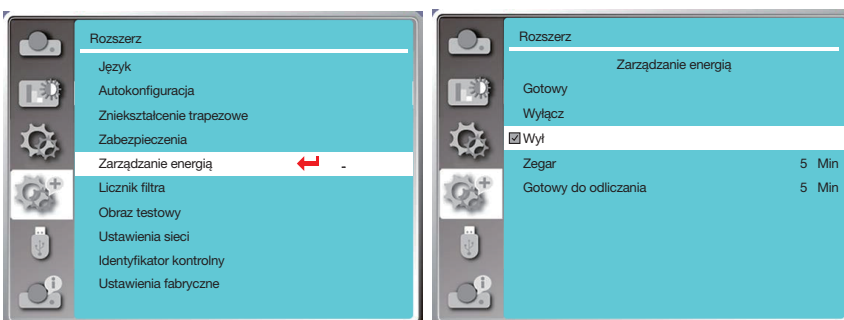 Rozszerz
Język
Autokonfiguracja
Zniekształcenie trapezowe
Zabezpieczenia
Zarządzanie energią -
Licznik filtra
Obraz testowy
Ustawienia sieci
Identyfikator kontrolny
Ustawienia fabryczne
Rozszerz
Zarządzanie energią
Gotowy
Wyłącz
Wył
Zegar 5 Min
Gotowy do odliczania 5 Min